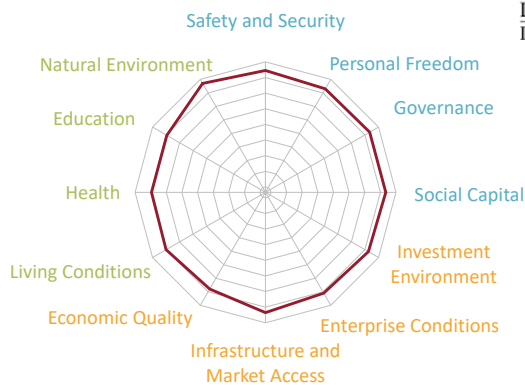 Safety and Security
Personal Freedom
Governance
Social Capital
Investment
Environment
Enterprise Conditions
Infrastructure and
Market Access
Economic Quality
Living Conditions
Health
Education
Natural Environment